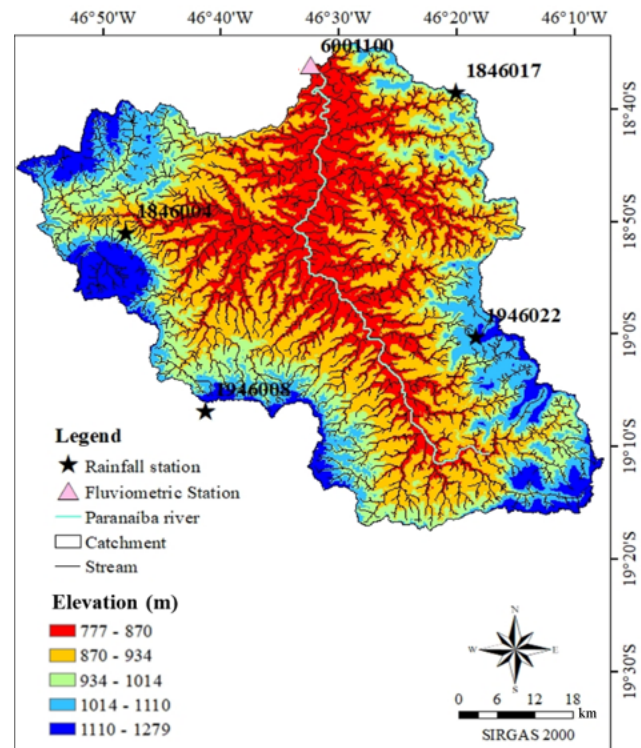 46°50'W 46°40'W 46°30'W 46°20'W 46°10'W
6001100
1846017
18°40'S
1846004
18°50'S
1946022
19°00'S
1946008
19°10'S
Legend
Rainfall station
Fluviometric Station
Paranaíba river
Catchment
Stream
19°20'S
Elevation (m)
777 - 870
870 - 934
934 - 1014
1014 - 1110
1110 - 1279
N
W E
S
19°30'S
0 3 6 12 18 km
SIRGAS 2000